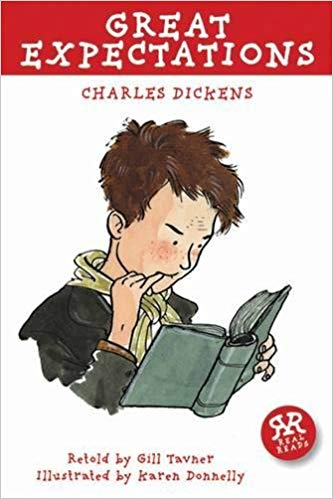 GREAT
EXPECTATIONS
CHARLES DICKENS
RR
REAL
READS
Retold by Gill Tavner
Illustrated by Karen Donnelly